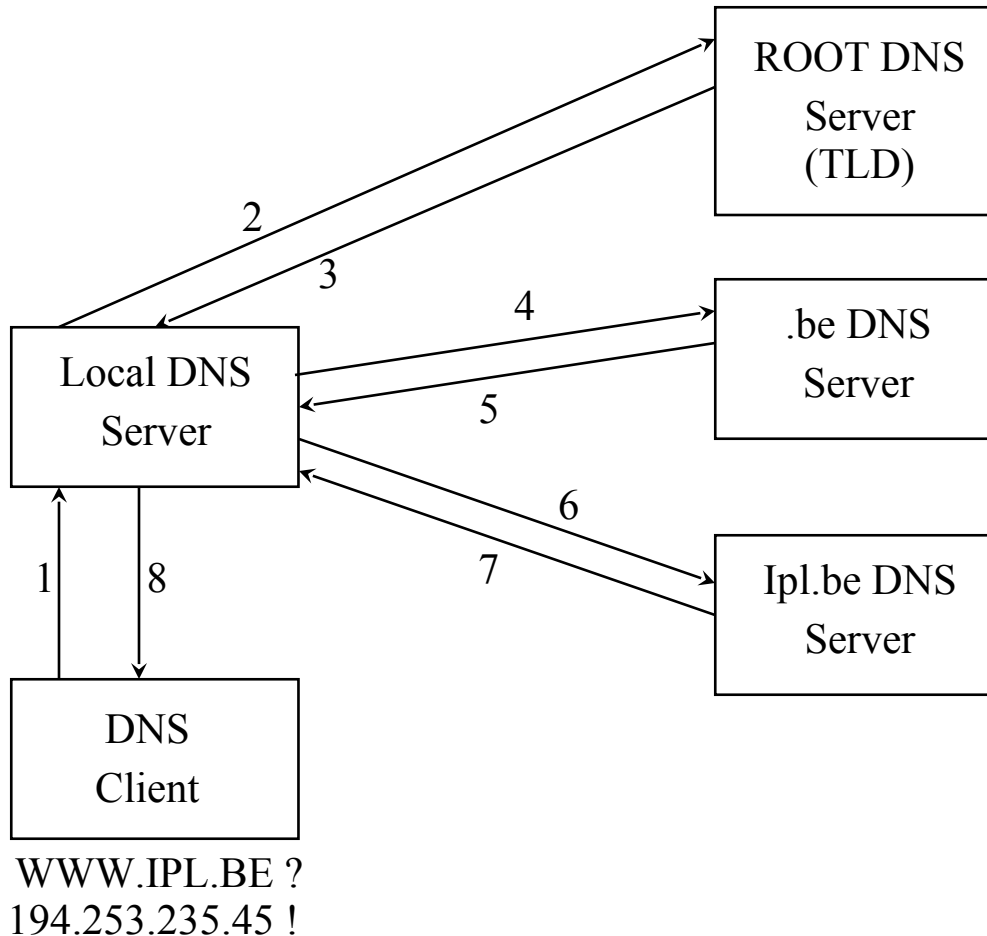 ROOT DNS
Server
(TLD)
2
3
4
.be DNS
Server
Local DNS
Server
5
6
7
Ipl.be DNS
Server
1
8
DNS
Client
WWW.IPL.BE ?
194.253.235.45 !